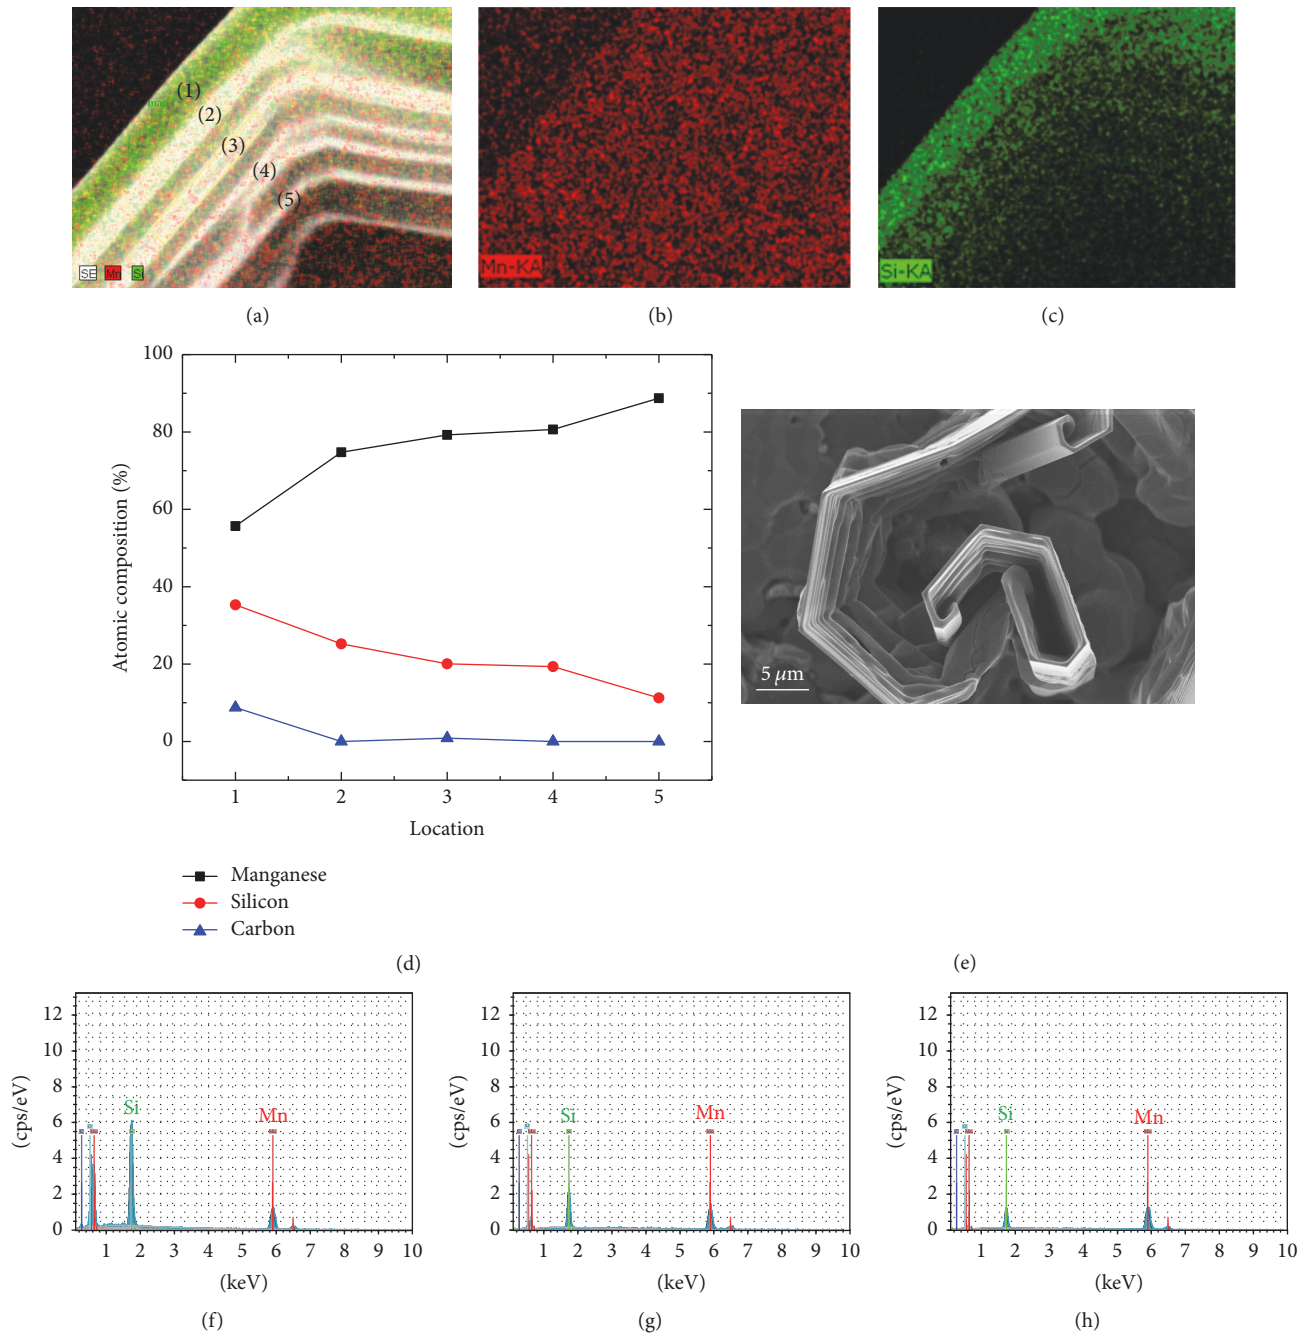 (1)
(2)
(3)
(4)
(5)
SE Mn Si
Mn-KA
Si-KA
(a)
(b)
(c)
100
80
60
40
20
0
Atomic composition (%)
1 2 3 4 5
Location
Manganese
Silicon
Carbon
5 μm
(d)
(e)
12
10
8
6
4
2
0
(cps/eV)
Si
Mn
1 2 3 4 5 6 7 8 9 10
(keV)
(f)
12
10
8
6
4
2
0
(cps/eV)
Si
Mn
1 2 3 4 5 6 7 8 9 10
(keV)
(g)
12
10
8
6
4
2
0
(cps/eV)
Si
Mn
1 2 3 4 5 6 7 8 9 10
(keV)
(h)